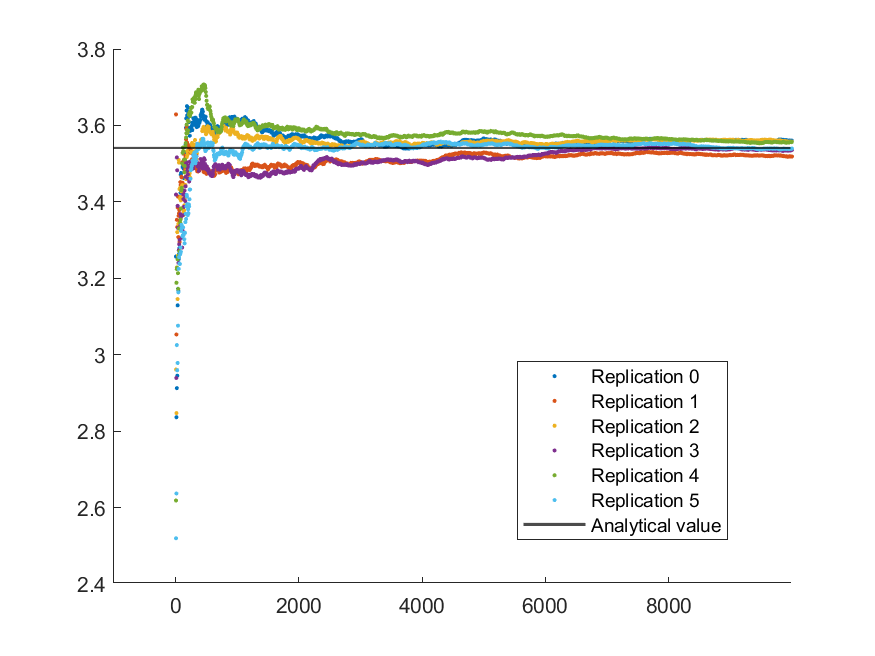 3.8
3.6
3.4
3.2
3
2.8
2.6
2.4
0 2000 4000 6000 8000
Replication 0
Replication 1
Replication 2
Replication 3
Replication 4
Replication 5
Analytical value